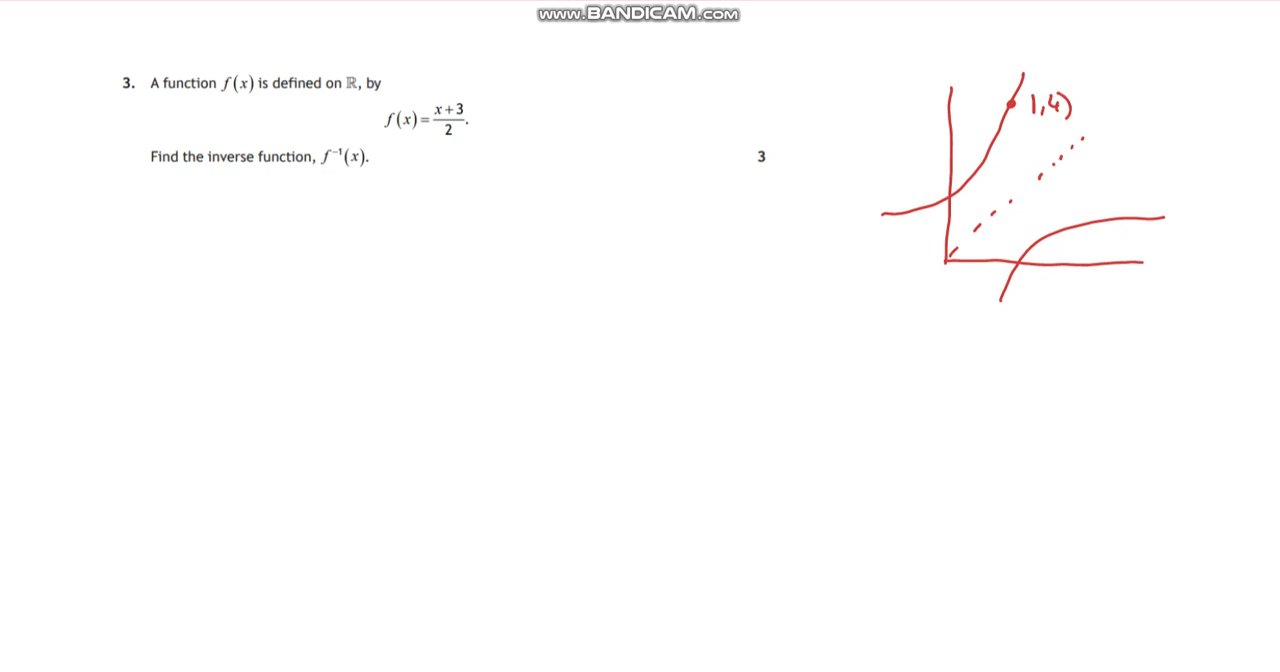 www.BANDICAM.com
3. A function f(x) is defined on ℝ, by
f(x)=x+3/2.
Find the inverse function, f⁻¹(x).
3
1,4)